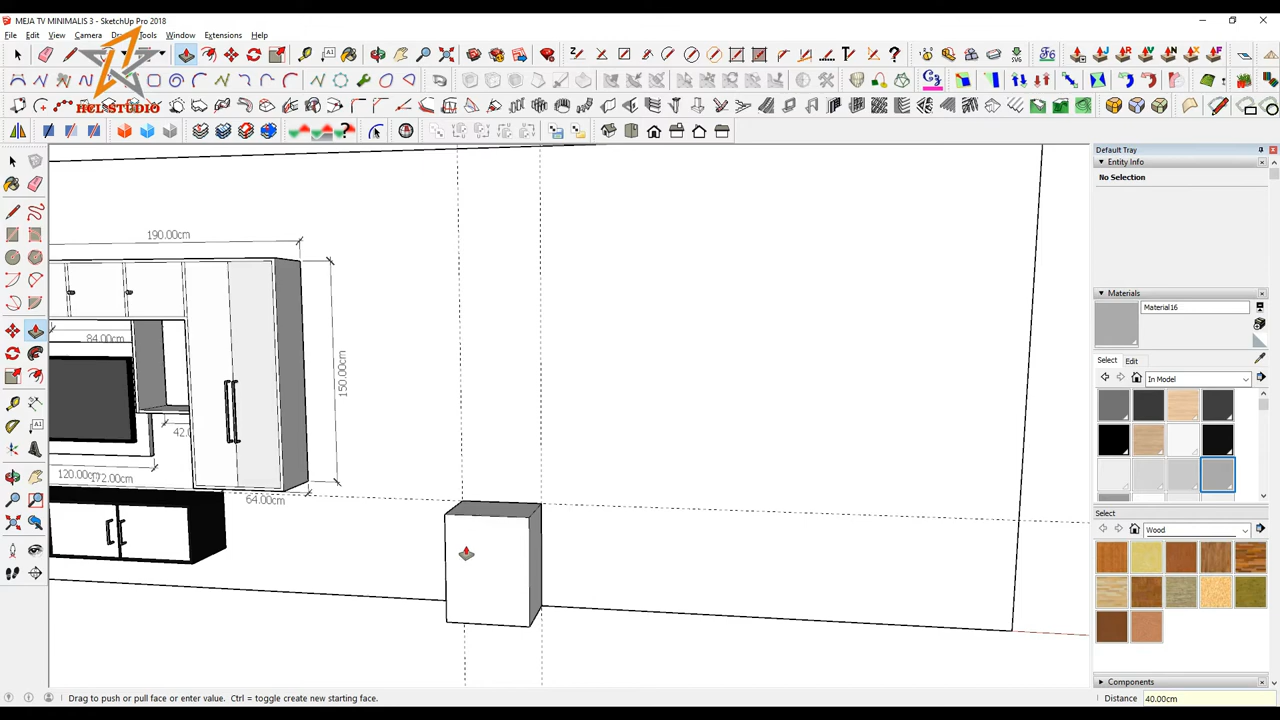 MEJA TV MINIMALIS 3 - SketchUp Pro 2018
File Edit View Camera Tools Window Extensions Help
HCL STUDIO
Default Tray
Entity Info
No Selection
190.00cm
84.00cm
150.00cm
42.
120.00cm
172.00cm
64.00cm
Materials
Material16
Select Edit
In Model
Select
Wood
Components
Drag to push or pull face or enter value. Ctrl = toggle create new starting face.
Distance 40.00cm